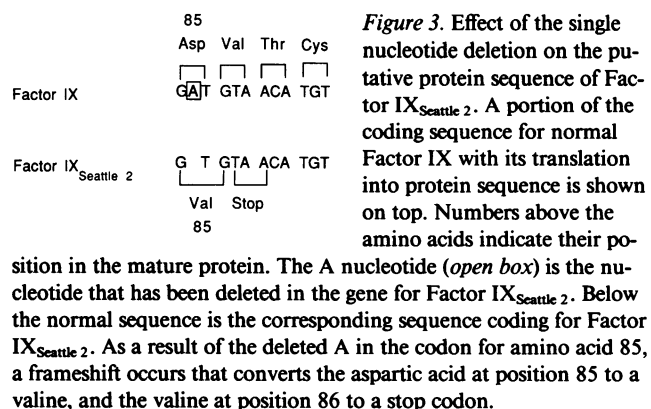 85
Asp Val Thr Cys
Factor IX
GAT GTA ACA TGT
Factor IX Seattle 2
G T GTA ACA TGT
Val Stop
85
Figure 3. Effect of the single
nucleotide deletion on the pu-
tative protein sequence of Fac-
tor IXSeattle 2. A portion of the
coding sequence for normal
Factor IX with its translation
into protein sequence is shown
on top. Numbers above the
amino acids indicate their po-
sition in the mature protein. The A nucleotide (open box) is the nu-
cleotide that has been deleted in the gene for Factor IXSeattle 2. Below
the normal sequence is the corresponding sequence coding for Factor
IXSeattle 2. As a result of the deleted A in the codon for amino acid 85,
a frameshift occurs that converts the aspartic acid at position 85 to a
valine, and the valine at position 86 to a stop codon.